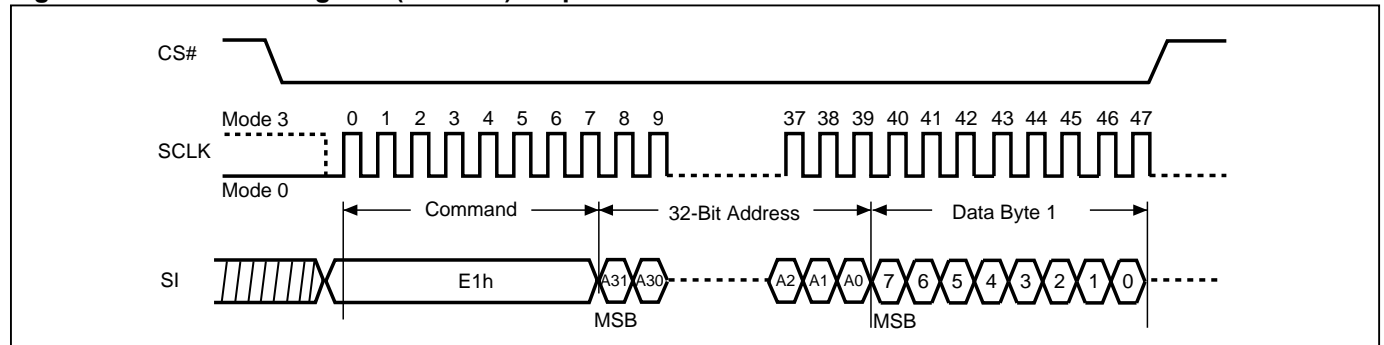 CS#
Mode 3
0 1 2 3 4 5 6 7 8 9 37 38 39 40 41 42 43 44 45 46 47
SCLK
Mode 0
Command 32-Bit Address Data Byte 1
SI E1h A31 A30 A2 A1 A0 7 6 5 4 3 2 1 0
MSB MSB